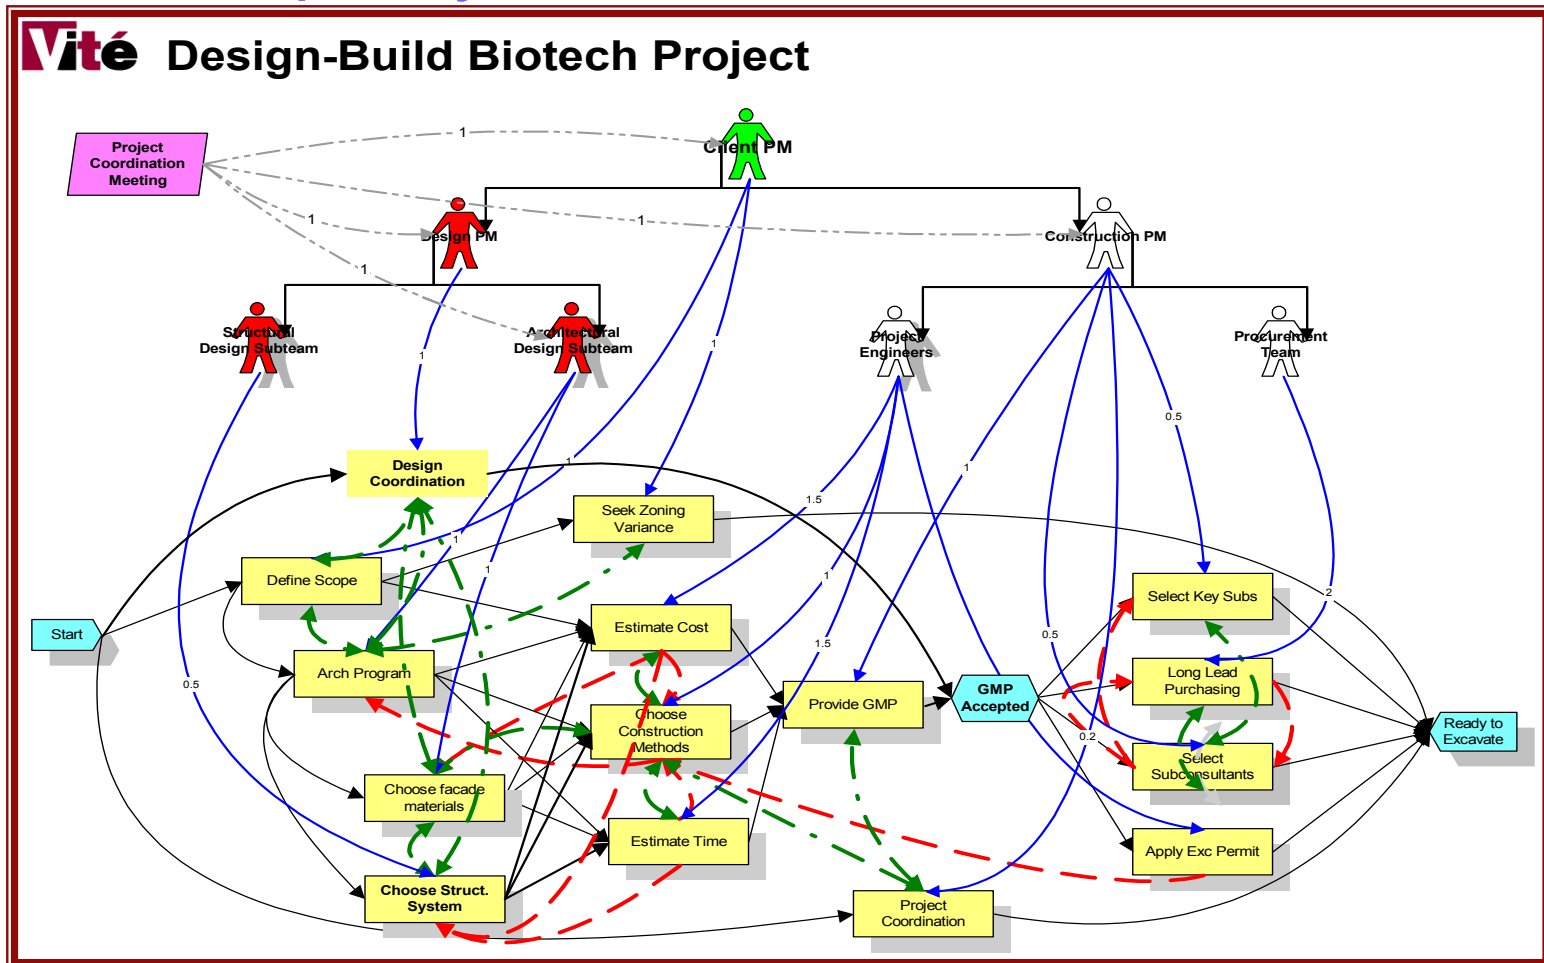 Vité Design-Build Biotech Project
Project
Coordination
Meeting
1
Client PM
1
Design PM
1
Construction PM
1
Structural
Design Subteam
Architectural
Design Subteam
Project
Engineers
Procurement
Team
1
1
0.5
Design
Coordination
1
1
1.5
Seek Zoning
Variance
1
1
1
2
Define Scope
Select Key Subs
Start
Estimate Cost
0.5
1.5
Arch Program
0.5
Long Lead
Purchasing
GMP
Accepted
Provide GMP
Choose
Construction
Methods
0.2
Ready to
Excavate
Select
Subconsultants
Choose facade
materials
Estimate Time
Apply Exc Permit
Choose Struct.
System
Project
Coordination